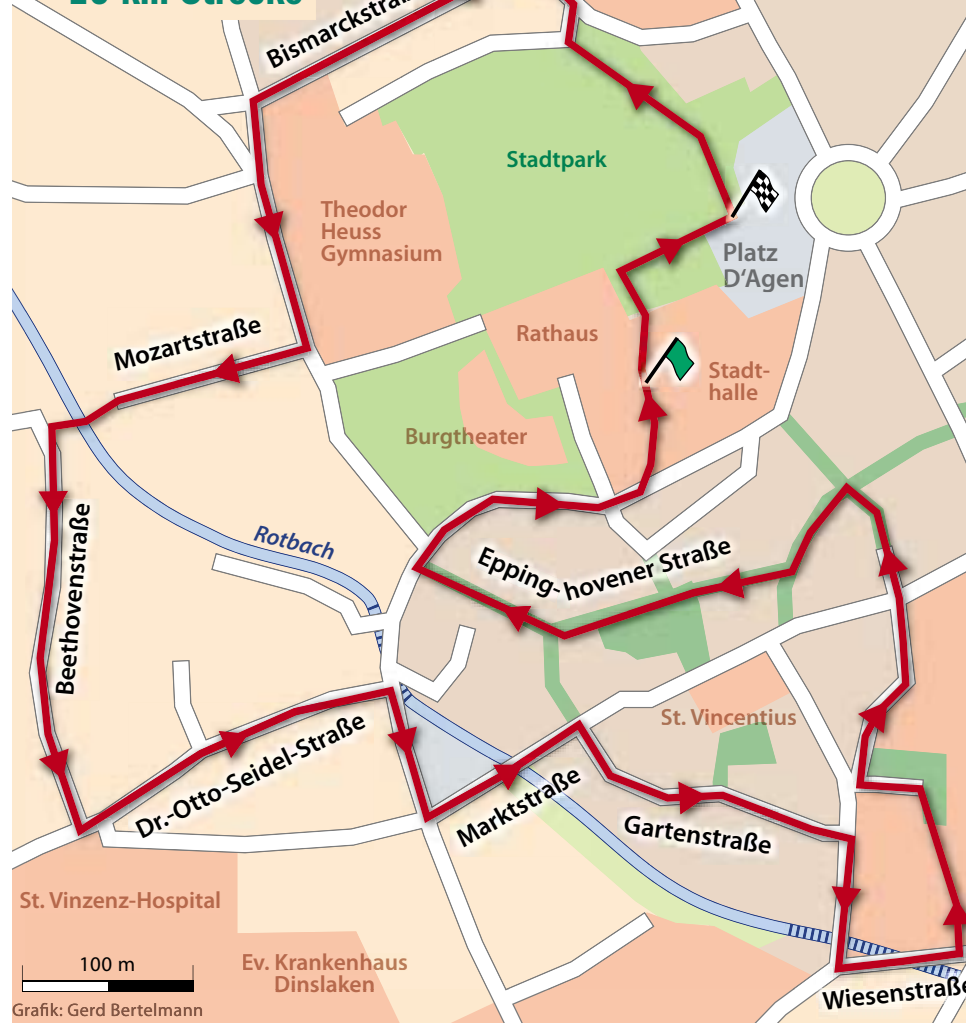 Bismarckstraß
Stadtpark
Theodor
Heuss
Gymnasium
Platz
D‘Agen
Mozartstraße
Rathaus
Stadt-
halle
Burgtheater
Rotbach
Epping-hovener Straße
Beethovenstraße
St. Vincentius
Dr.-Otto-Seidel-Straße
Marktstraße
Gartenstraße
St. Vinzenz-Hospital
Ev. Krankenhaus
Dinslaken
100 m
Wiesenstraße
Grafik: Gerd Bertelmann